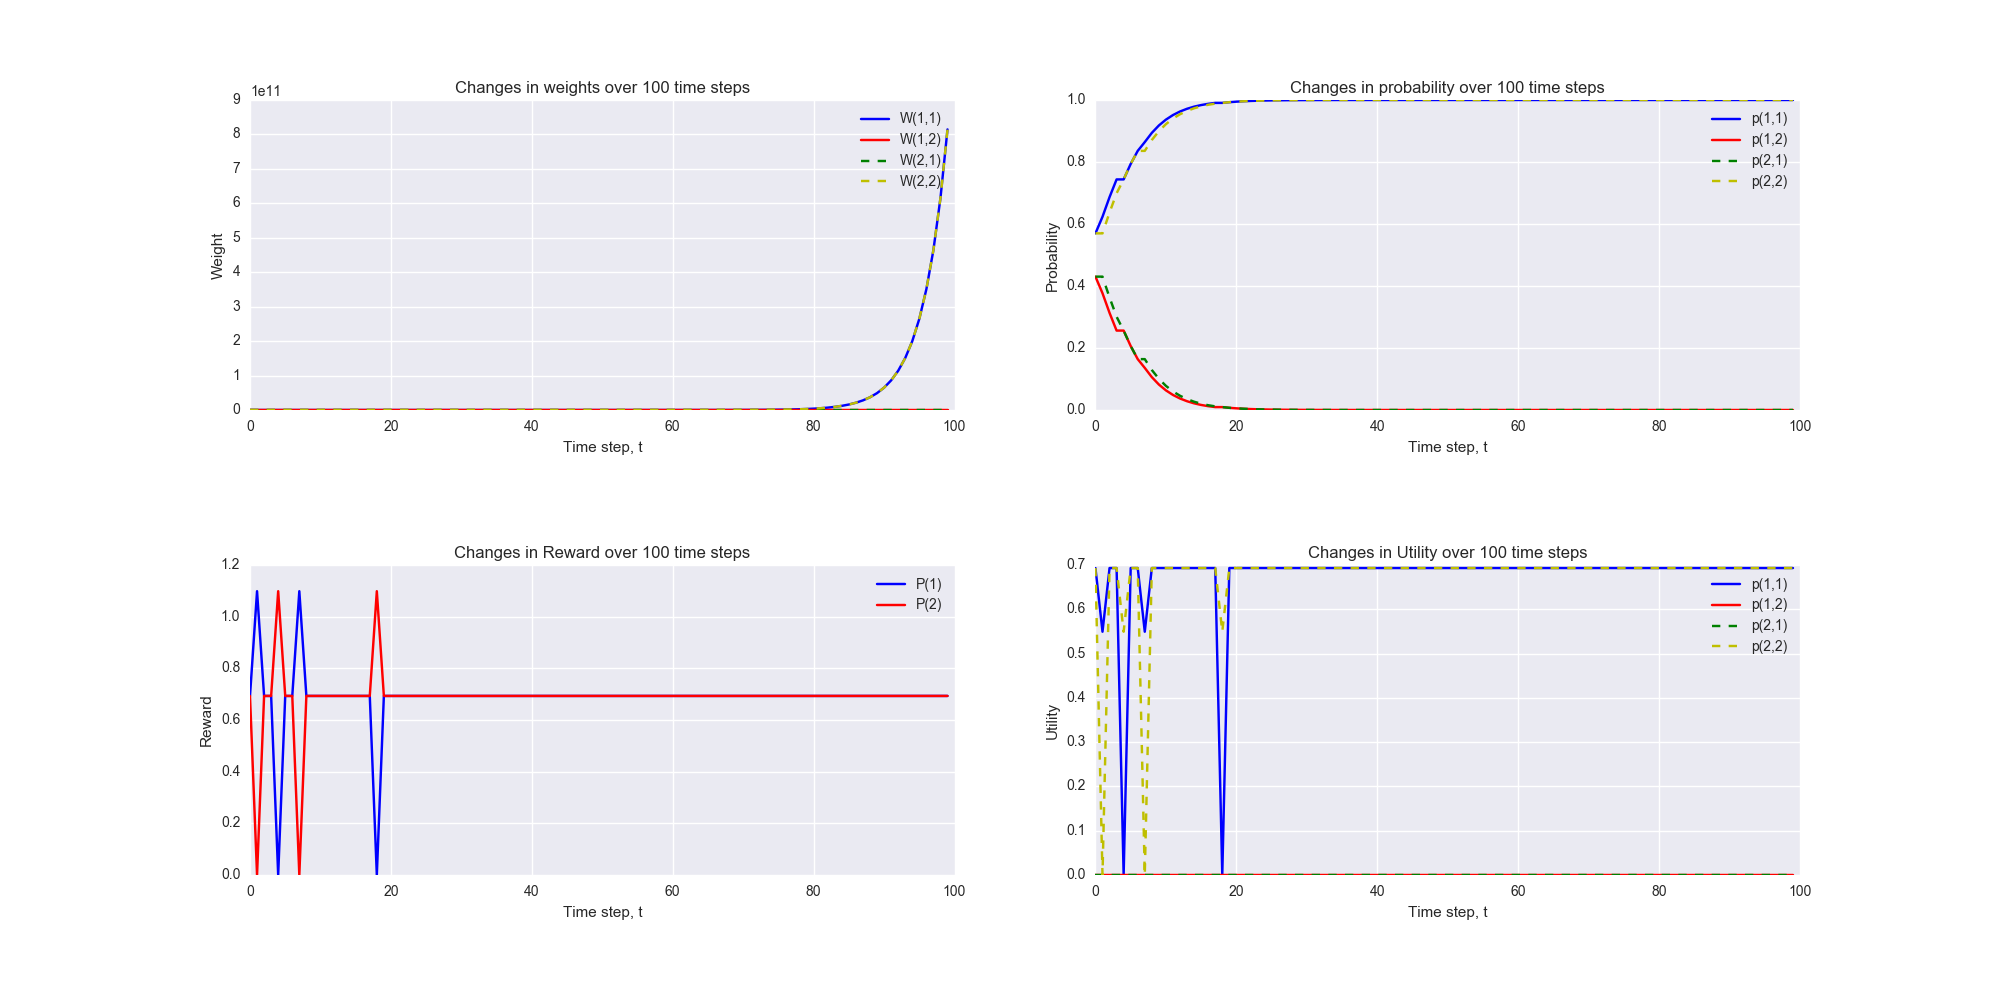 Changes in weights over 100 time steps
1e11
9
8
7
6
5
4
3
2
1
0
Weight
0 20 40 60 80 100
Time step, t
W(1,1)
W(1,2)
W(2,1)
W(2,2)
Changes in probability over 100 time steps
1.0
0.8
0.6
0.4
0.2
0.0
Probability
0 20 40 60 80 100
Time step, t
p(1,1)
p(1,2)
p(2,1)
p(2,2)
Changes in Reward over 100 time steps
1.2
1.0
0.8
0.6
0.4
0.2
0.0
Reward
0 20 40 60 80 100
Time step, t
P(1)
P(2)
Changes in Utility over 100 time steps
0.7
0.6
0.5
0.4
0.3
0.2
0.1
0.0
Utility
0 20 40 60 80 100
Time step, t
p(1,1)
p(1,2)
p(2,1)
p(2,2)